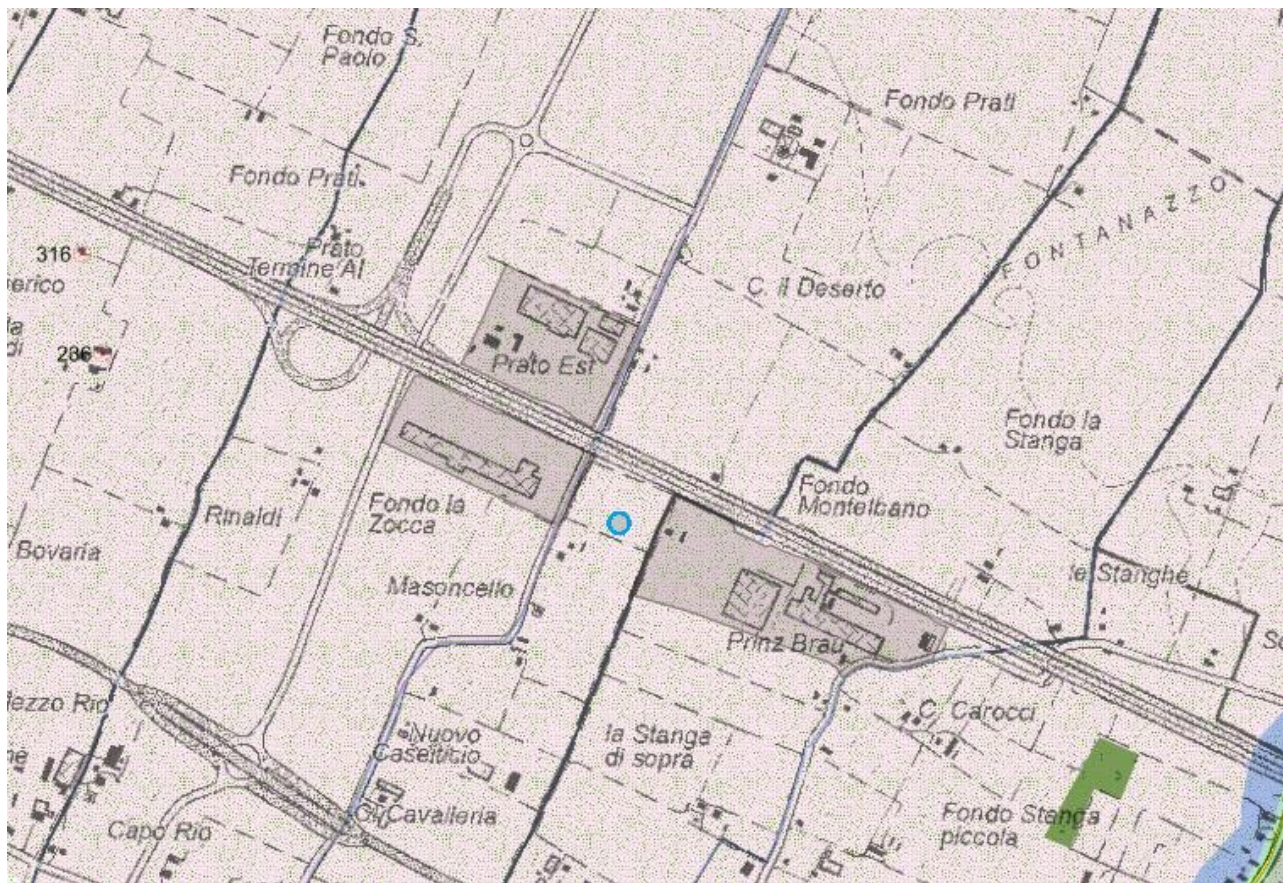 Fondo S.
Paolo
Fondo Prati
Fondo Prati
FONTANAZZO
316
Prato
Termine Al
erico
C. il Deserto
286
di
Prato Est
Fondo la
Stanga
Fondo la
Zocca
Fondo
Montelbano
Rinaldi
Bovaria
Masoncello
le Stanghe
Prinz Brau
Mezzo Rio
C. Carocci
Nuovo
Caseificio
la Stanga
di sopra
Cavalleria
Capo Rio
Fondo Stanga
piccola